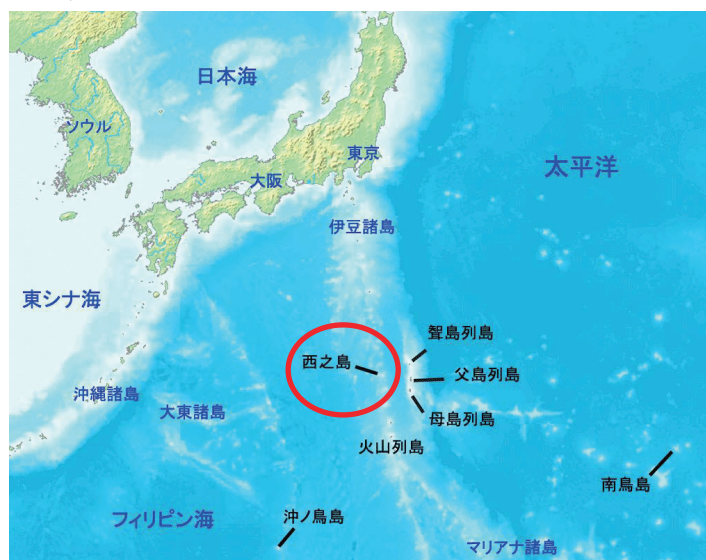 日本海
ソウル
東京
太平洋
大阪
伊豆諸島
東シナ海
聟島列島
西之島
父島列島
沖縄諸島
大東諸島
母島列島
火山列島
南鳥島
フィリピン海
沖ノ鳥島
マリアナ諸島